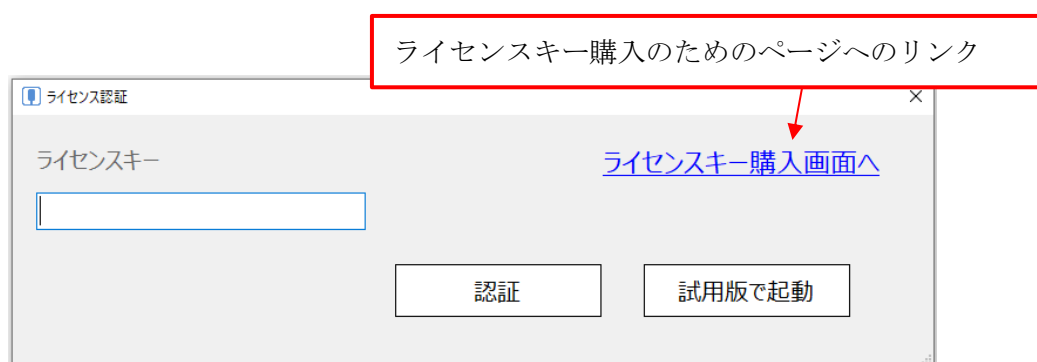 ライセンスキー購入のためのページへのリンク
ライセンス認証
ライセンスキー
ライセンスキー購入画面へ
認証
試用版で起動